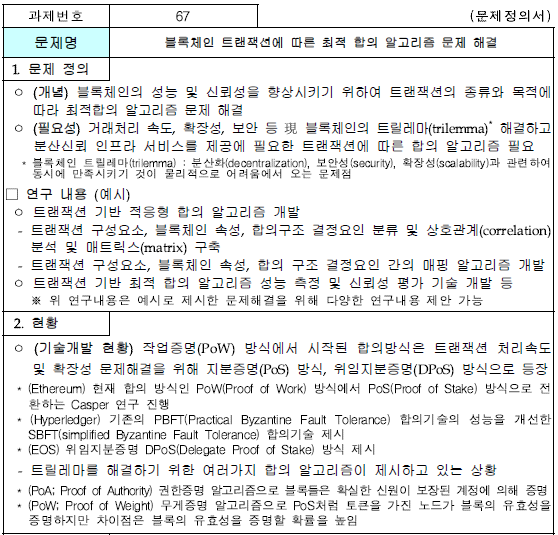 과제번호 67 (문제정의서)
문제명 블록체인 트랜잭션에 따른 최적 합의 알고리즘 문제 해결
1. 문제 정의
ㅇ (개념) 블록체인의 성능 및 신뢰성을 향상시키기 위하여 트랜잭션의 종류와 목적에
따라 최적합의 알고리즘 문제 해결
ㅇ (필요성) 거래처리 속도, 확장성, 보안 등 現 블록체인의 트릴레마(trilemma)* 해결하고
분산신뢰 인프라 서비스를 제공에 필요한 트랜잭션에 따른 합의 알고리즘 필요
* 블록체인 트릴레마(trilemma) : 분산화(decentralization), 보안성(security), 확장성(scalability)과 관련하여
동시에 만족시키기 것이 물리적으로 어려움에서 오는 문제점
□ 연구 내용 (예시)
ㅇ 트랜잭션 기반 적응형 합의 알고리즘 개발
- 트랜잭션 구성요소, 블록체인 속성, 합의구조 결정요인 분류 및 상호관계(correlation)
분석 및 매트릭스(matrix) 구축
- 트랜잭션 구성요소, 블록체인 속성, 합의 구조 결정요인 간의 매핑 알고리즘 개발
ㅇ 트랜잭션 기반 최적 합의 알고리즘 성능 측정 및 신뢰성 평가 기술 개발 등
※ 위 연구내용은 예시로 제시한 문제해결을 위해 다양한 연구내용 제안 가능
2. 현황
ㅇ (기술개발 현황) 작업증명(PoW) 방식에서 시작된 합의방식은 트랜잭션 처리속도
및 확장성 문제해결을 위해 지분증명(PoS) 방식, 위임지분증명(DPoS) 방식으로 등장
* (Ethereum) 현재 합의 방식인 PoW(Proof of Work) 방식에서 PoS(Proof of Stake) 방식으로 전
환하는 Casper 연구 진행
* (Hyperledger) 기존의 PBFT(Practical Byzantine Fault Tolerance) 합의기술의 성능을 개선한
SBFT(simplified Byzantine Fault Tolerance) 합의기술 제시
* (EOS) 위임지분증명 DPoS(Delegate Proof of Stake) 방식 제시
- 트릴레마를 해결하기 위한 여러가지 합의 알고리즘이 제시하고 있는 상황
* (PoA; Proof of Authority) 권한증명 알고리즘으로 블록들은 확실한 신원이 보장된 계정에 의해 증명
* (PoW; Proof of Weight) 무게증명 알고리즘으로 PoS처럼 토큰을 가진 노드가 블록의 유효성을
증명하지만 차이점은 블록의 유효성을 증명할 확률을 높임